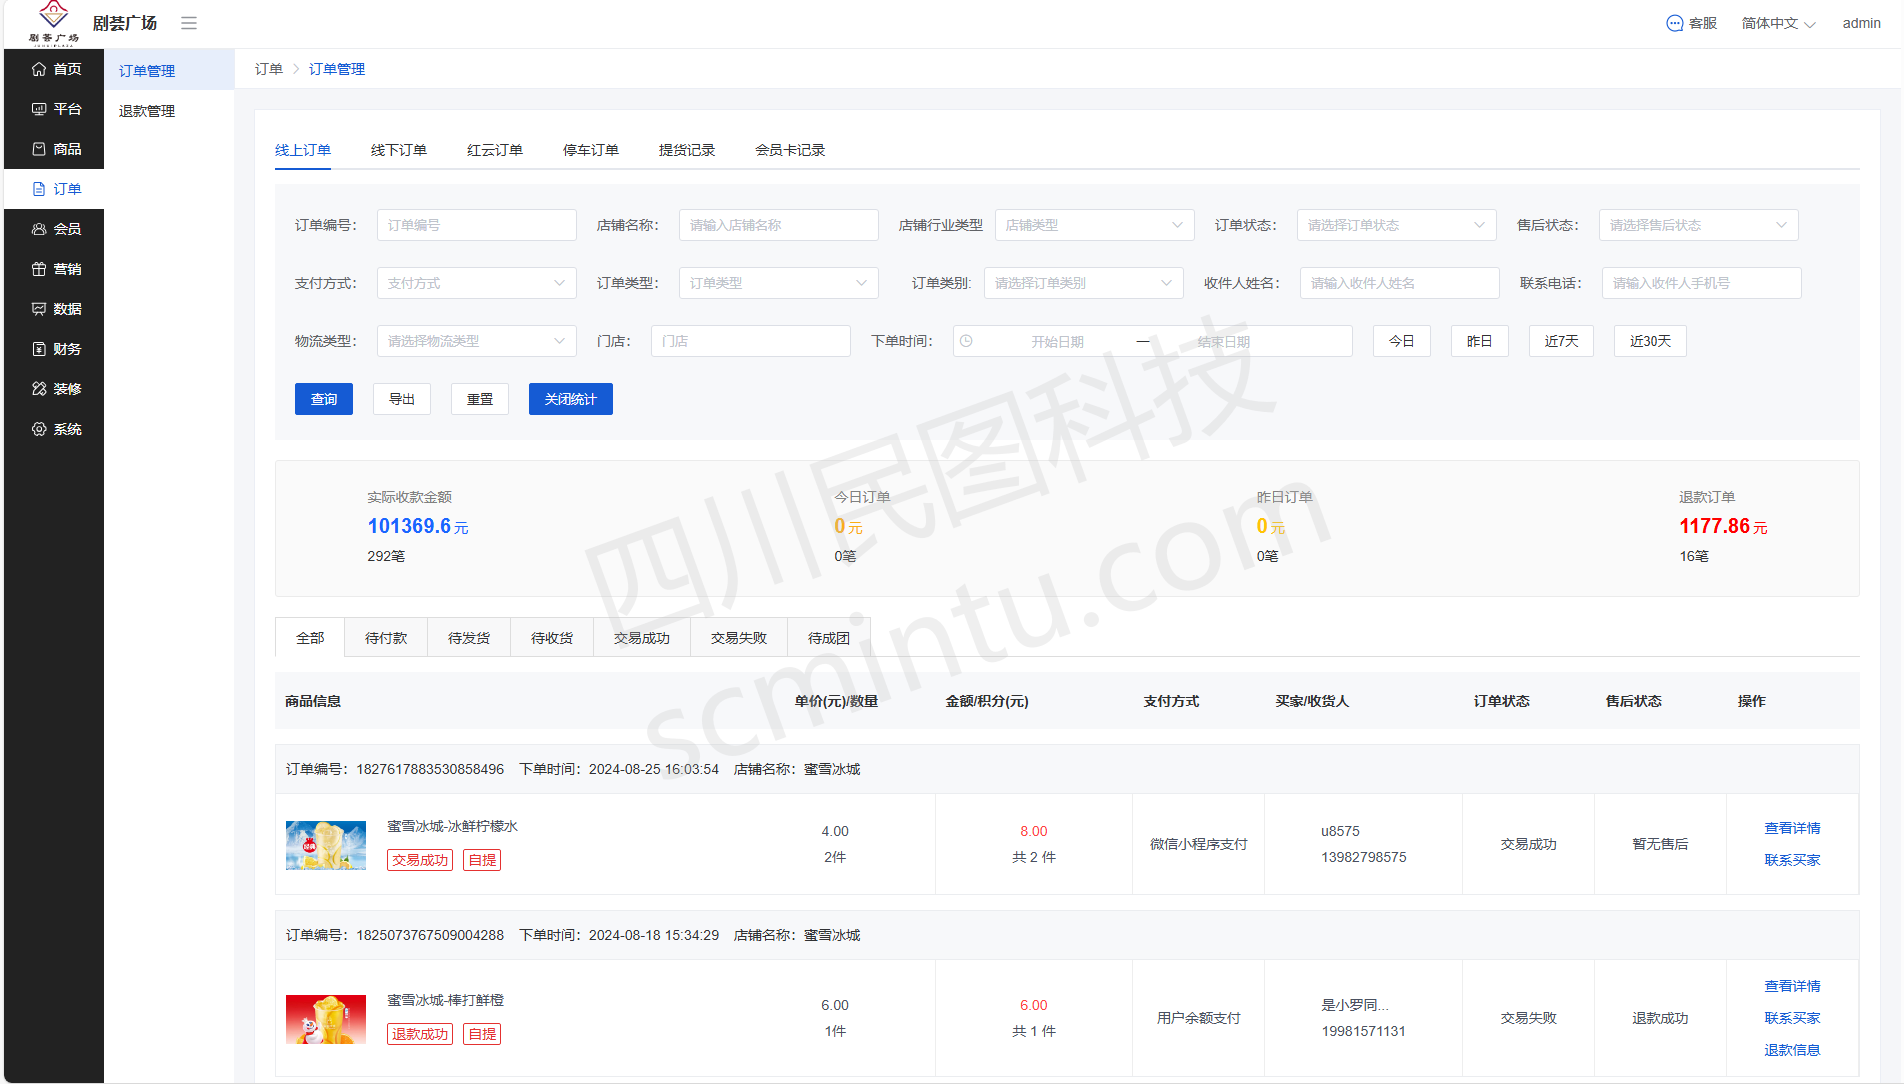 剧荟广场
剧荟广场
客服 简体中文 admin
首页
平台
商品
订单
会员
营销
数据
财务
装修
系统
订单管理
退款管理
订单 > 订单管理
线上订单 线下订单 红云订单 停车订单 提货记录 会员卡记录
订单编号： 订单编号 店铺名称： 请输入店铺名称 店铺行业类型 店铺类型 订单状态： 请选择订单状态 售后状态： 请选择售后状态
支付方式： 支付方式 订单类型： 订单类型 订单类别: 请选择订单类别 收件人姓名： 请输入收件人姓名 联系电话： 请输入收件人手机号
物流类型： 请选择物流类型 门店： 门店 下单时间： 开始日期 — 结束日期 今日 昨日 近7天 近30天
查询 导出 重置 关闭统计
实际收款金额 今日订单 昨日订单 退款订单
101369.6元 0元 0元 1177.86元
292笔 0笔 0笔 16笔
全部 待付款 待发货 待收货 交易成功 交易失败 待成团
商品信息 单价(元)/数量 金额/积分(元) 支付方式 买家/收货人 订单状态 售后状态 操作
订单编号：1827617883530858496 下单时间：2024-08-25 16:03:54 店铺名称：蜜雪冰城
蜜雪冰城-冰鲜柠檬水
交易成功 自提
4.00
2件
8.00
共 2 件
微信小程序支付
u8575
13982798575
交易成功
暂无售后
查看详情
联系买家
订单编号：1825073767509004288 下单时间：2024-08-18 15:34:29 店铺名称：蜜雪冰城
蜜雪冰城-棒打鲜橙
退款成功 自提
6.00
1件
6.00
共 1 件
用户余额支付
是小罗同...
19981571131
交易失败
退款成功
查看详情
联系买家
退款信息
四川民图科技
scmintu.com